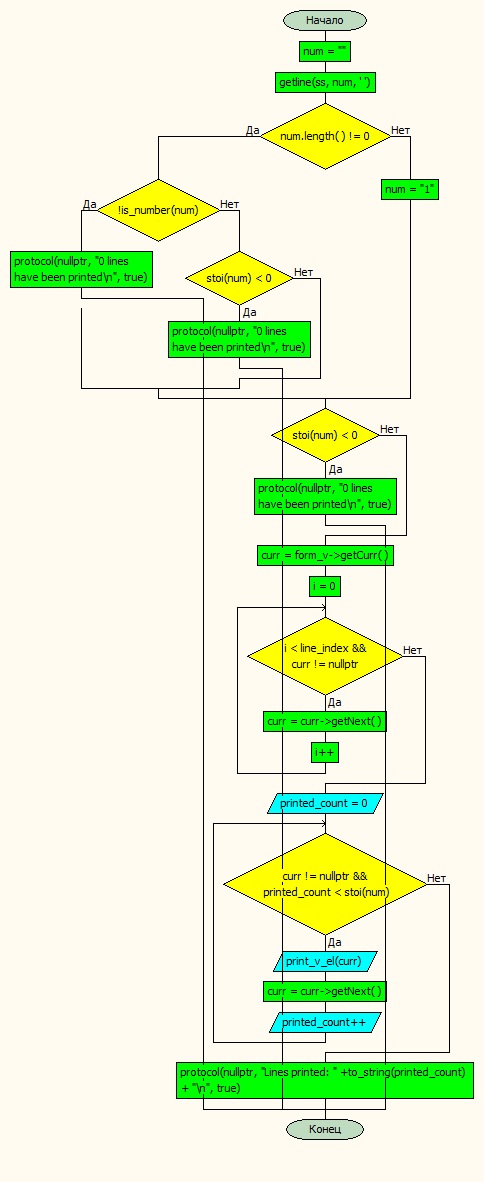 Начало
num = ""
getline(ss, num, ' ')
num.length( ) != 0
Да
Нет
num = "1"
!is_number(num)
Да
Нет
protocol(nullptr, "0 lines
have been printed\n", true)
stoi(num) < 0
Нет
Да
protocol(nullptr, "0 lines
have been printed\n", true)
stoi(num) < 0
Нет
Да
protocol(nullptr, "0 lines
have been printed\n", true)
curr = form_v->getCurr( )
i = 0
i < line_index &&
curr != nullptr
Нет
Да
curr = curr->getNext( )
i++
printed_count = 0
curr != nullptr &&
printed_count < stoi(num)
Нет
Да
print_v_el(curr)
curr = curr->getNext( )
printed_count++
protocol(nullptr, "Lines printed: " +to_string(printed_count)
+ "\n", true)
Конец